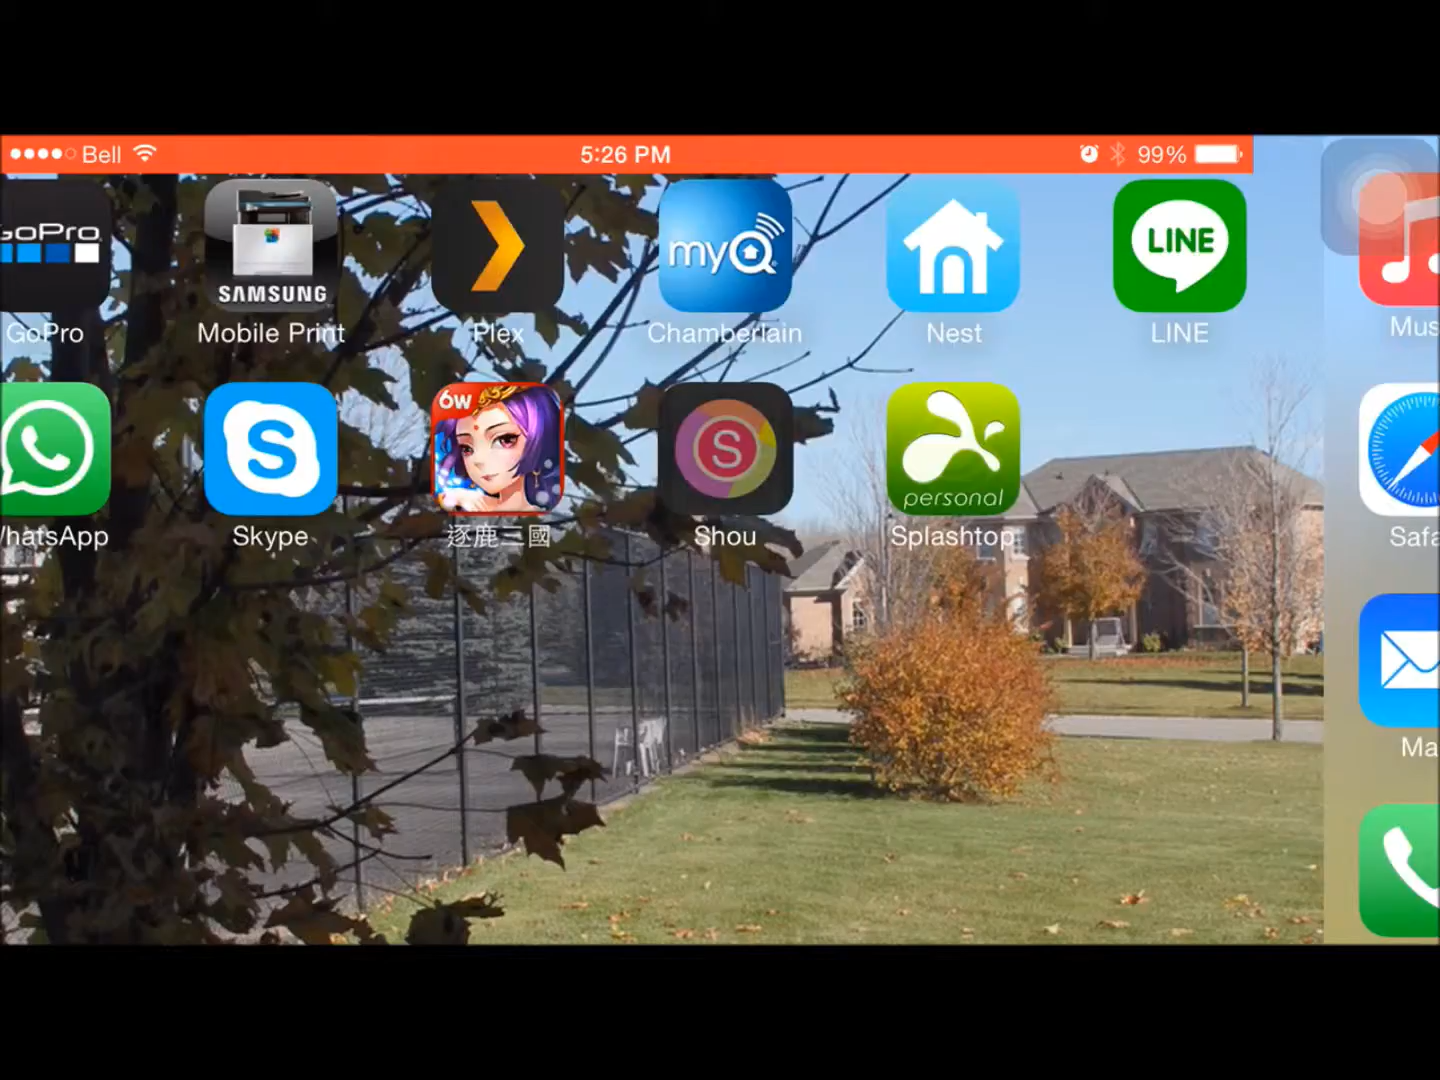 Bell 5:26 PM 99%
GoPro
SAMSUNG
myQ
LINE
GoPro Mobile Print Plex Chamberlain Nest LINE Mus
S
6w
S
personal
hatsApp Skype 逐鹿三國 Shou Splashtop Safa
Ma